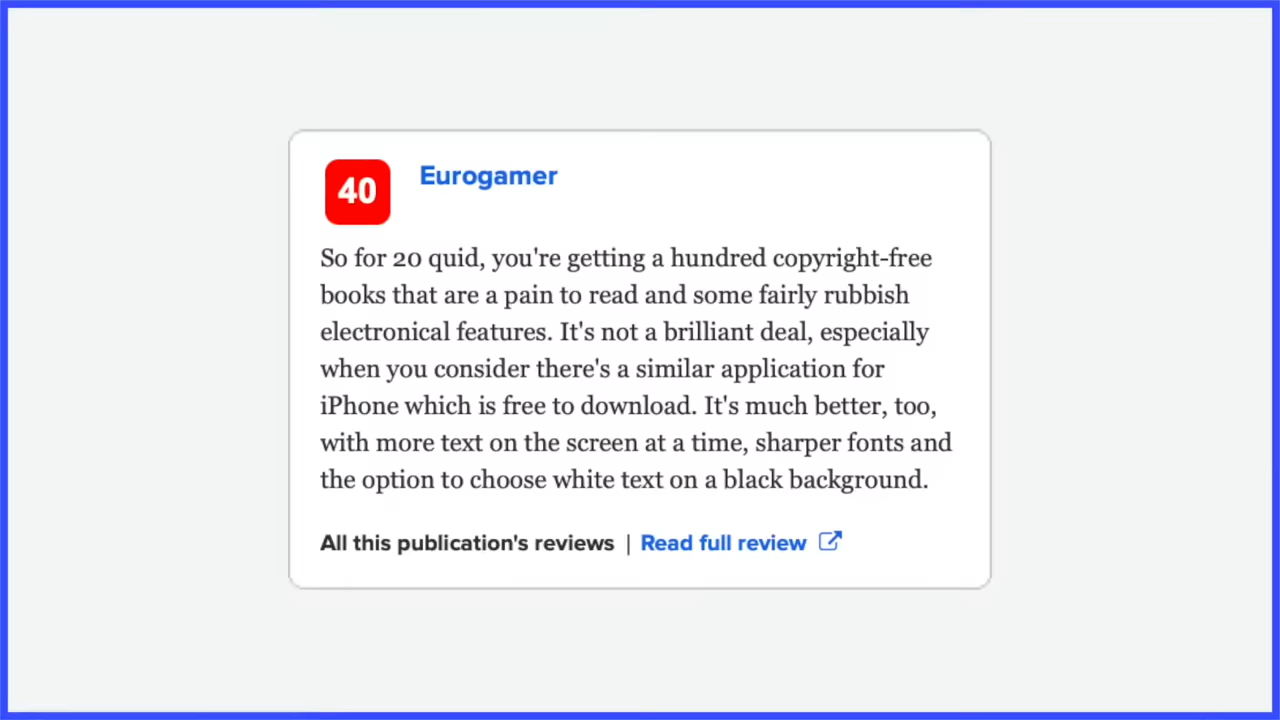 40
Eurogamer
So for 20 quid, you're getting a hundred copyright-free
books that are a pain to read and some fairly rubbish
electronical features. It's not a brilliant deal, especially
when you consider there's a similar application for
iPhone which is free to download. It's much better, too,
with more text on the screen at a time, sharper fonts and
the option to choose white text on a black background.
All this publication's reviews | Read full review